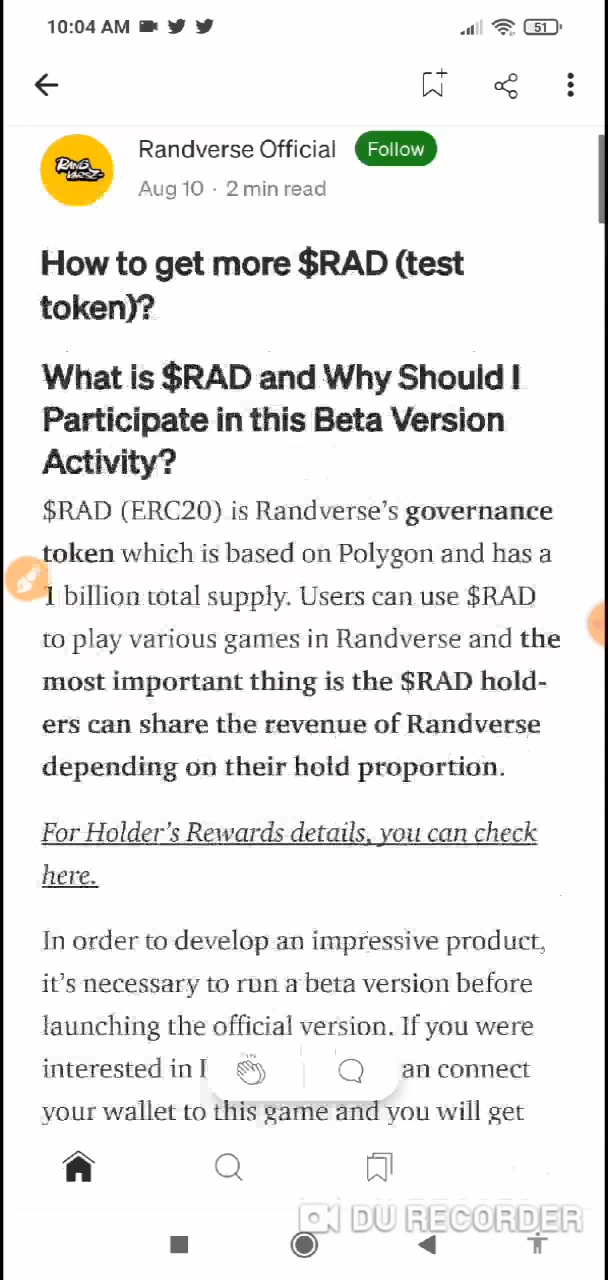 10:04 AM
51
Randverse Official Follow
Aug 10 · 2 min read
How to get more $RAD (test
token)?
What is $RAD and Why Should I
Participate in this Beta Version
Activity?
$RAD (ERC20) is Randverse's governance
token which is based on Polygon and has a
1 billion total supply. Users can use $RAD
to play various games in Randverse and the
most important thing is the $RAD hold-
ers can share the revenue of Randverse
depending on their hold proportion.
For Holder's Rewards details, you can check
here.
In order to develop an impressive product,
it's necessary to run a beta version before
launching the official version. If you were
interested in an connect
your wallet to this game and you will get
DU RECORDER